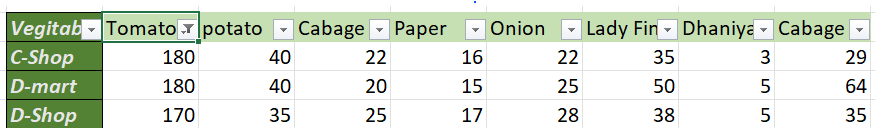 Vegitab Tomato potato Cabage Paper Onion Lady Fin Dhaniya Cabage
C-Shop 180 40 22 16 22 35 3 29
D-mart 180 40 20 15 25 50 5 64
D-Shop 170 35 25 17 28 38 5 35